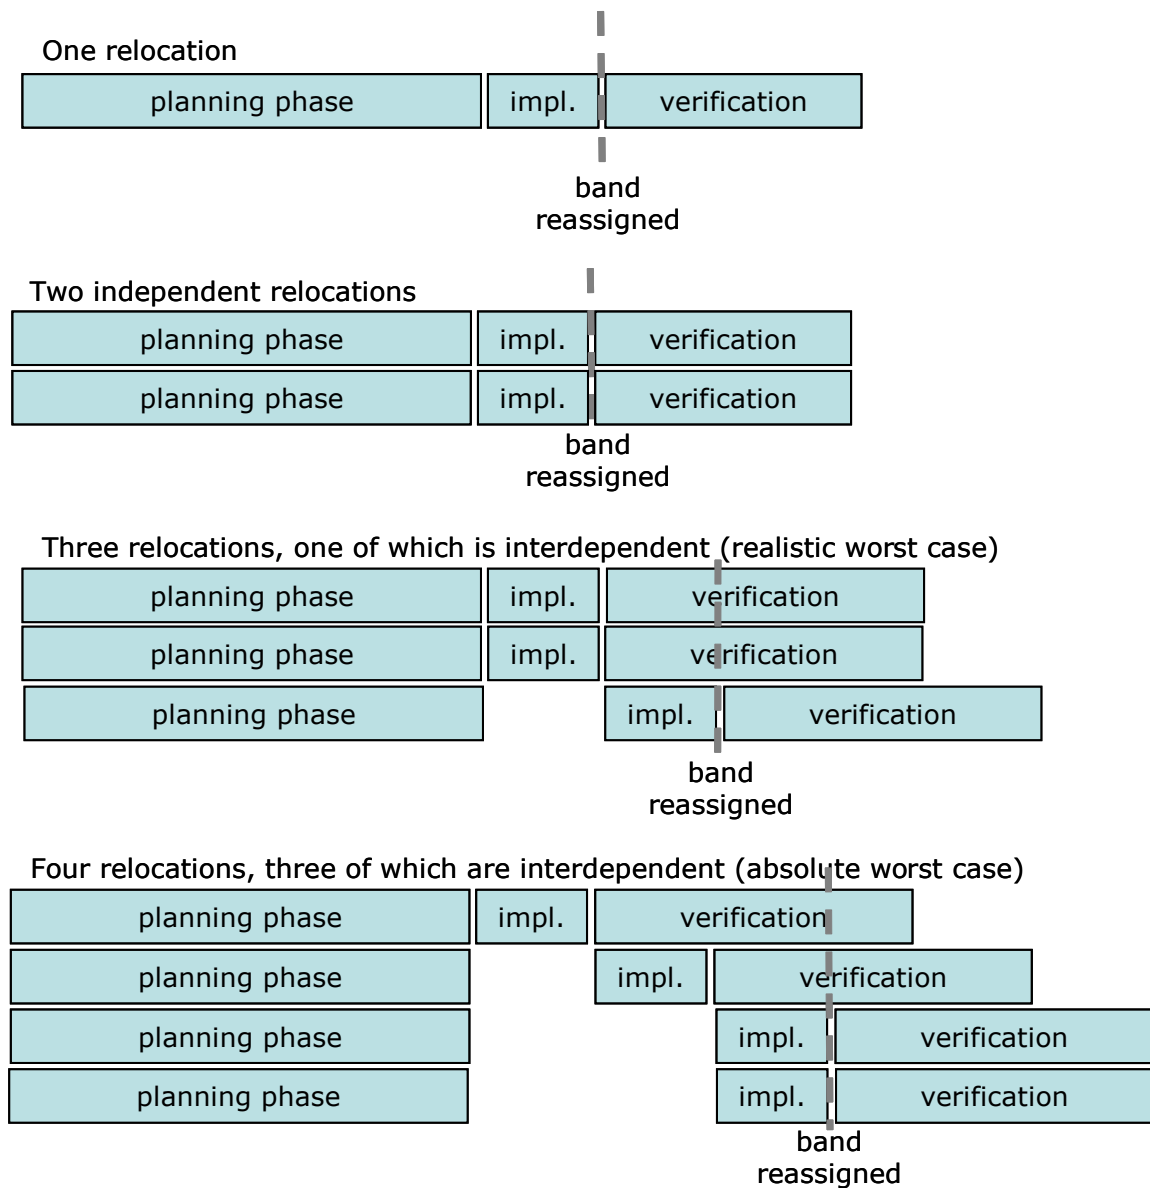 One relocation
planning phase impl. verification
band
reassigned
Two independent relocations
planning phase impl. verification
planning phase impl. verification
band
reassigned
Three relocations, one of which is interdependent (realistic worst case)
planning phase impl. verification
planning phase impl. verification
planning phase impl. verification
band
reassigned
Four relocations, three of which are interdependent (absolute worst case)
planning phase impl. verification
planning phase impl. verification
planning phase impl. verification
planning phase impl. verification
band
reassigned